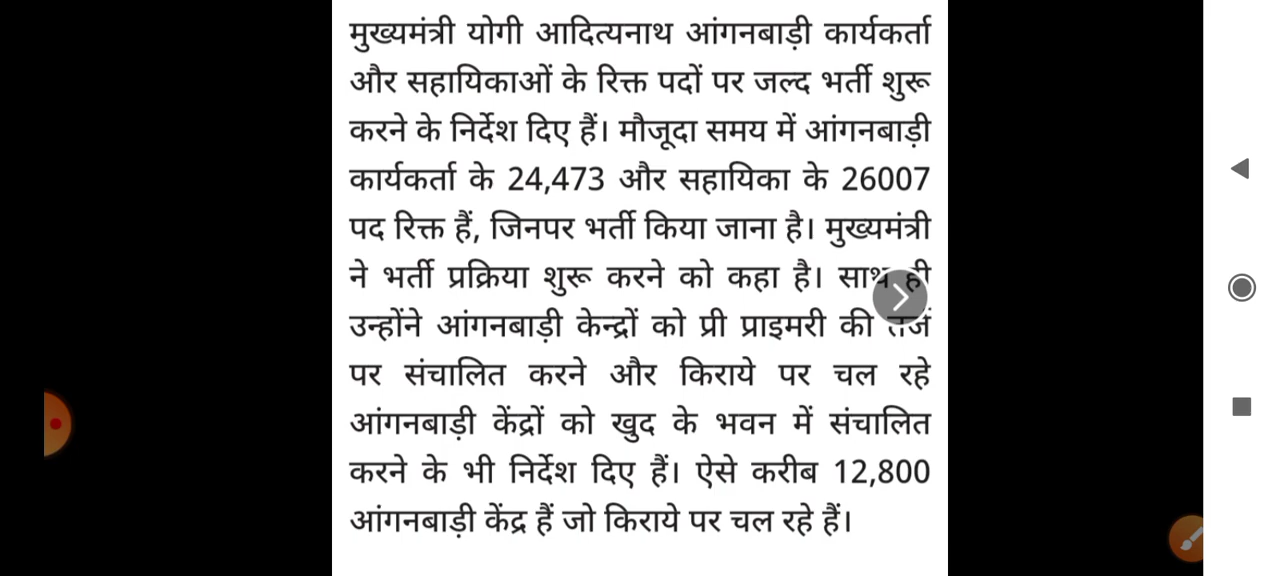 मुख्यमंत्री योगी आदित्यनाथ आंगनबाड़ी कार्यकर्ता
और सहायिकाओं के रिक्त पदों पर जल्द भर्ती शुरू
करने के निर्देश दिए हैं। मौजूदा समय में आंगनबाड़ी
कार्यकर्ता के 24,473 और सहायिका के 26007
पद रिक्त हैं, जिनपर भर्ती किया जाना है। मुख्यमंत्री
ने भर्ती प्रक्रिया शुरू करने को कहा है। साथ ही
उन्होंने आंगनबाड़ी केन्द्रों को प्री प्राइमरी की तर्ज
पर संचालित करने और किराये पर चल रहे
आंगनबाड़ी केंद्रों को खुद के भवन में संचालित
करने के भी निर्देश दिए हैं। ऐसे करीब 12,800
आंगनबाड़ी केंद्र हैं जो किराये पर चल रहे हैं।